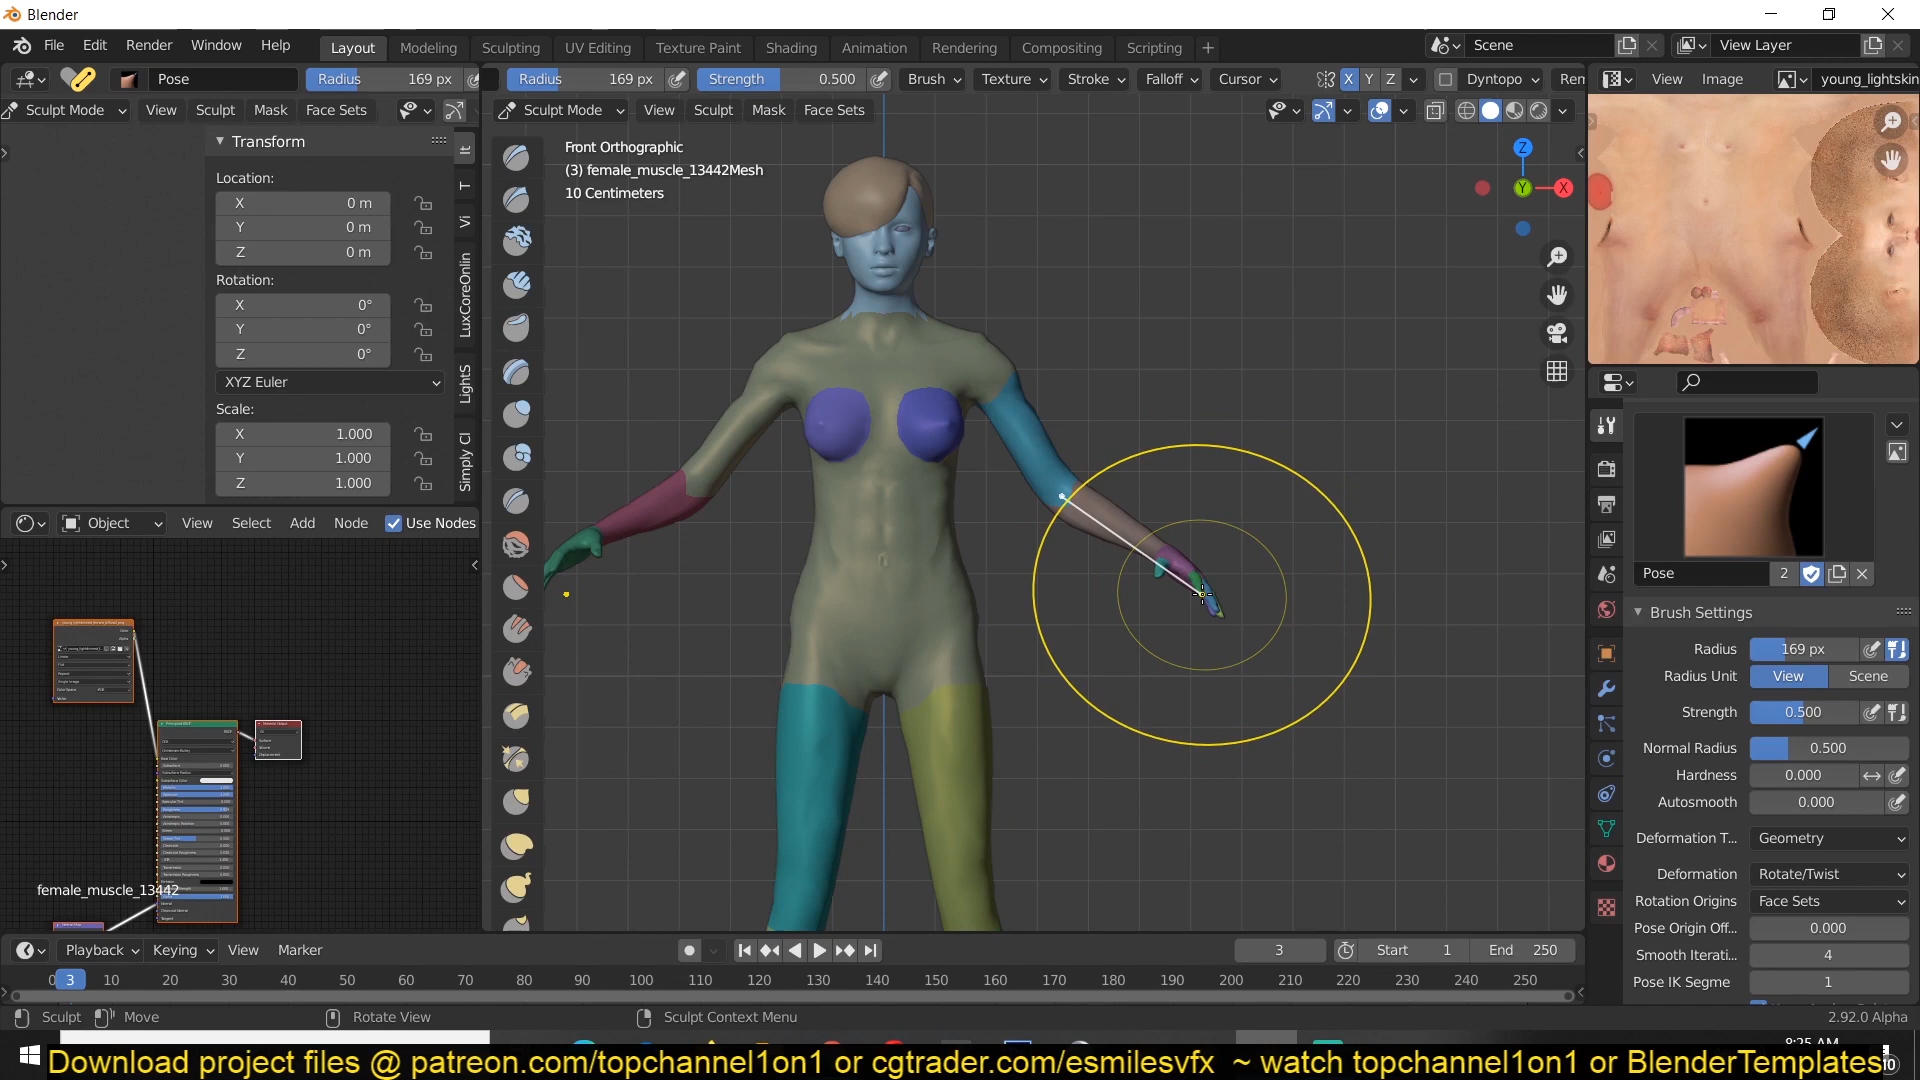 Blender
File Edit Render Window Help Layout Modeling Sculpting UV Editing Texture Paint Shading Animation Rendering Compositing Scripting + Scene View Layer
Pose Radius 169 px Radius 169 px Strength 0.500 Brush Texture Stroke Falloff Cursor X Y Z Dyntopo Rem View Image young_lightskin
Sculpt Mode View Sculpt Mask Face Sets Sculpt Mode View Sculpt Mask Face Sets
Transform
Location:
X 0 m
Y 0 m
Z 0 m
Rotation:
X 0°
Y 0°
Z 0°
XYZ Euler
Scale:
X 1.000
Y 1.000
Z 1.000
It
T
Vi
LuxCoreOnlin
LightS
Simply Cl
Front Orthographic
(3) female_muscle_13442Mesh
10 Centimeters
Z
Y
X
Object View Select Add Node Use Nodes
female_muscle_13442
Pose 2
Brush Settings
Radius 169 px
Radius Unit View Scene
Strength 0.500
Normal Radius 0.500
Hardness 0.000
Autosmooth 0.000
Deformation T... Geometry
Deformation Rotate/Twist
Rotation Origins Face Sets
Pose Origin Off... 0.000
Smooth Iterati... 4
Pose IK Segme 1
Playback Keying View Marker 3 Start 1 End 250
0 3 10 20 30 40 50 60 70 80 90 100 110 120 130 140 150 160 170 180 190 200 210 220 230 240 250
Sculpt Move Rotate View Sculpt Context Menu 2.92.0 Alpha
8:25 AM
Download project files @ patreon.com/topchannel1on1 or cgtrader.com/esmilesvfx ~ watch topchannel1on1 or BlenderTemplates